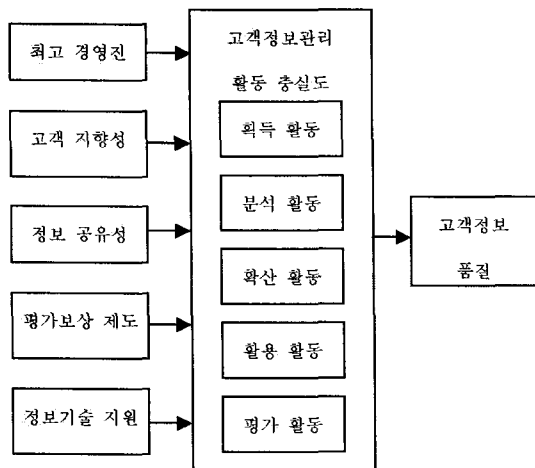 최고 경영진
고객 지향성
정보 공유성
평가보상 제도
정보기술 지원
고객정보관리
활동 충실도
획득 활동
분석 활동
확산 활동
활용 활동
평가 활동
고객정보
품질